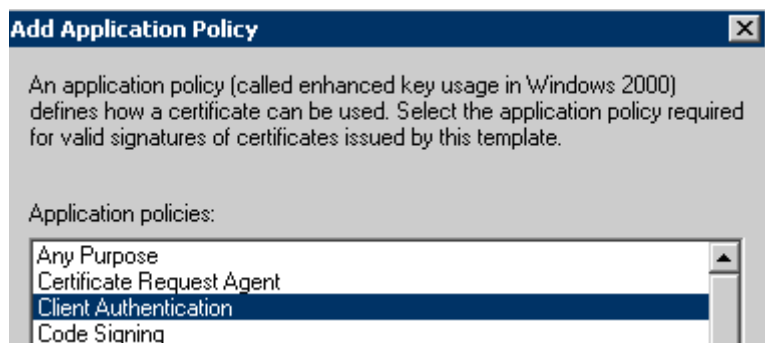 Add Application Policy
An application policy (called enhanced key usage in Windows 2000)
defines how a certificate can be used. Select the application policy required
for valid signatures of certificates issued by this template.
Application policies:
Any Purpose
Certificate Request Agent
Client Authentication
Code Signing